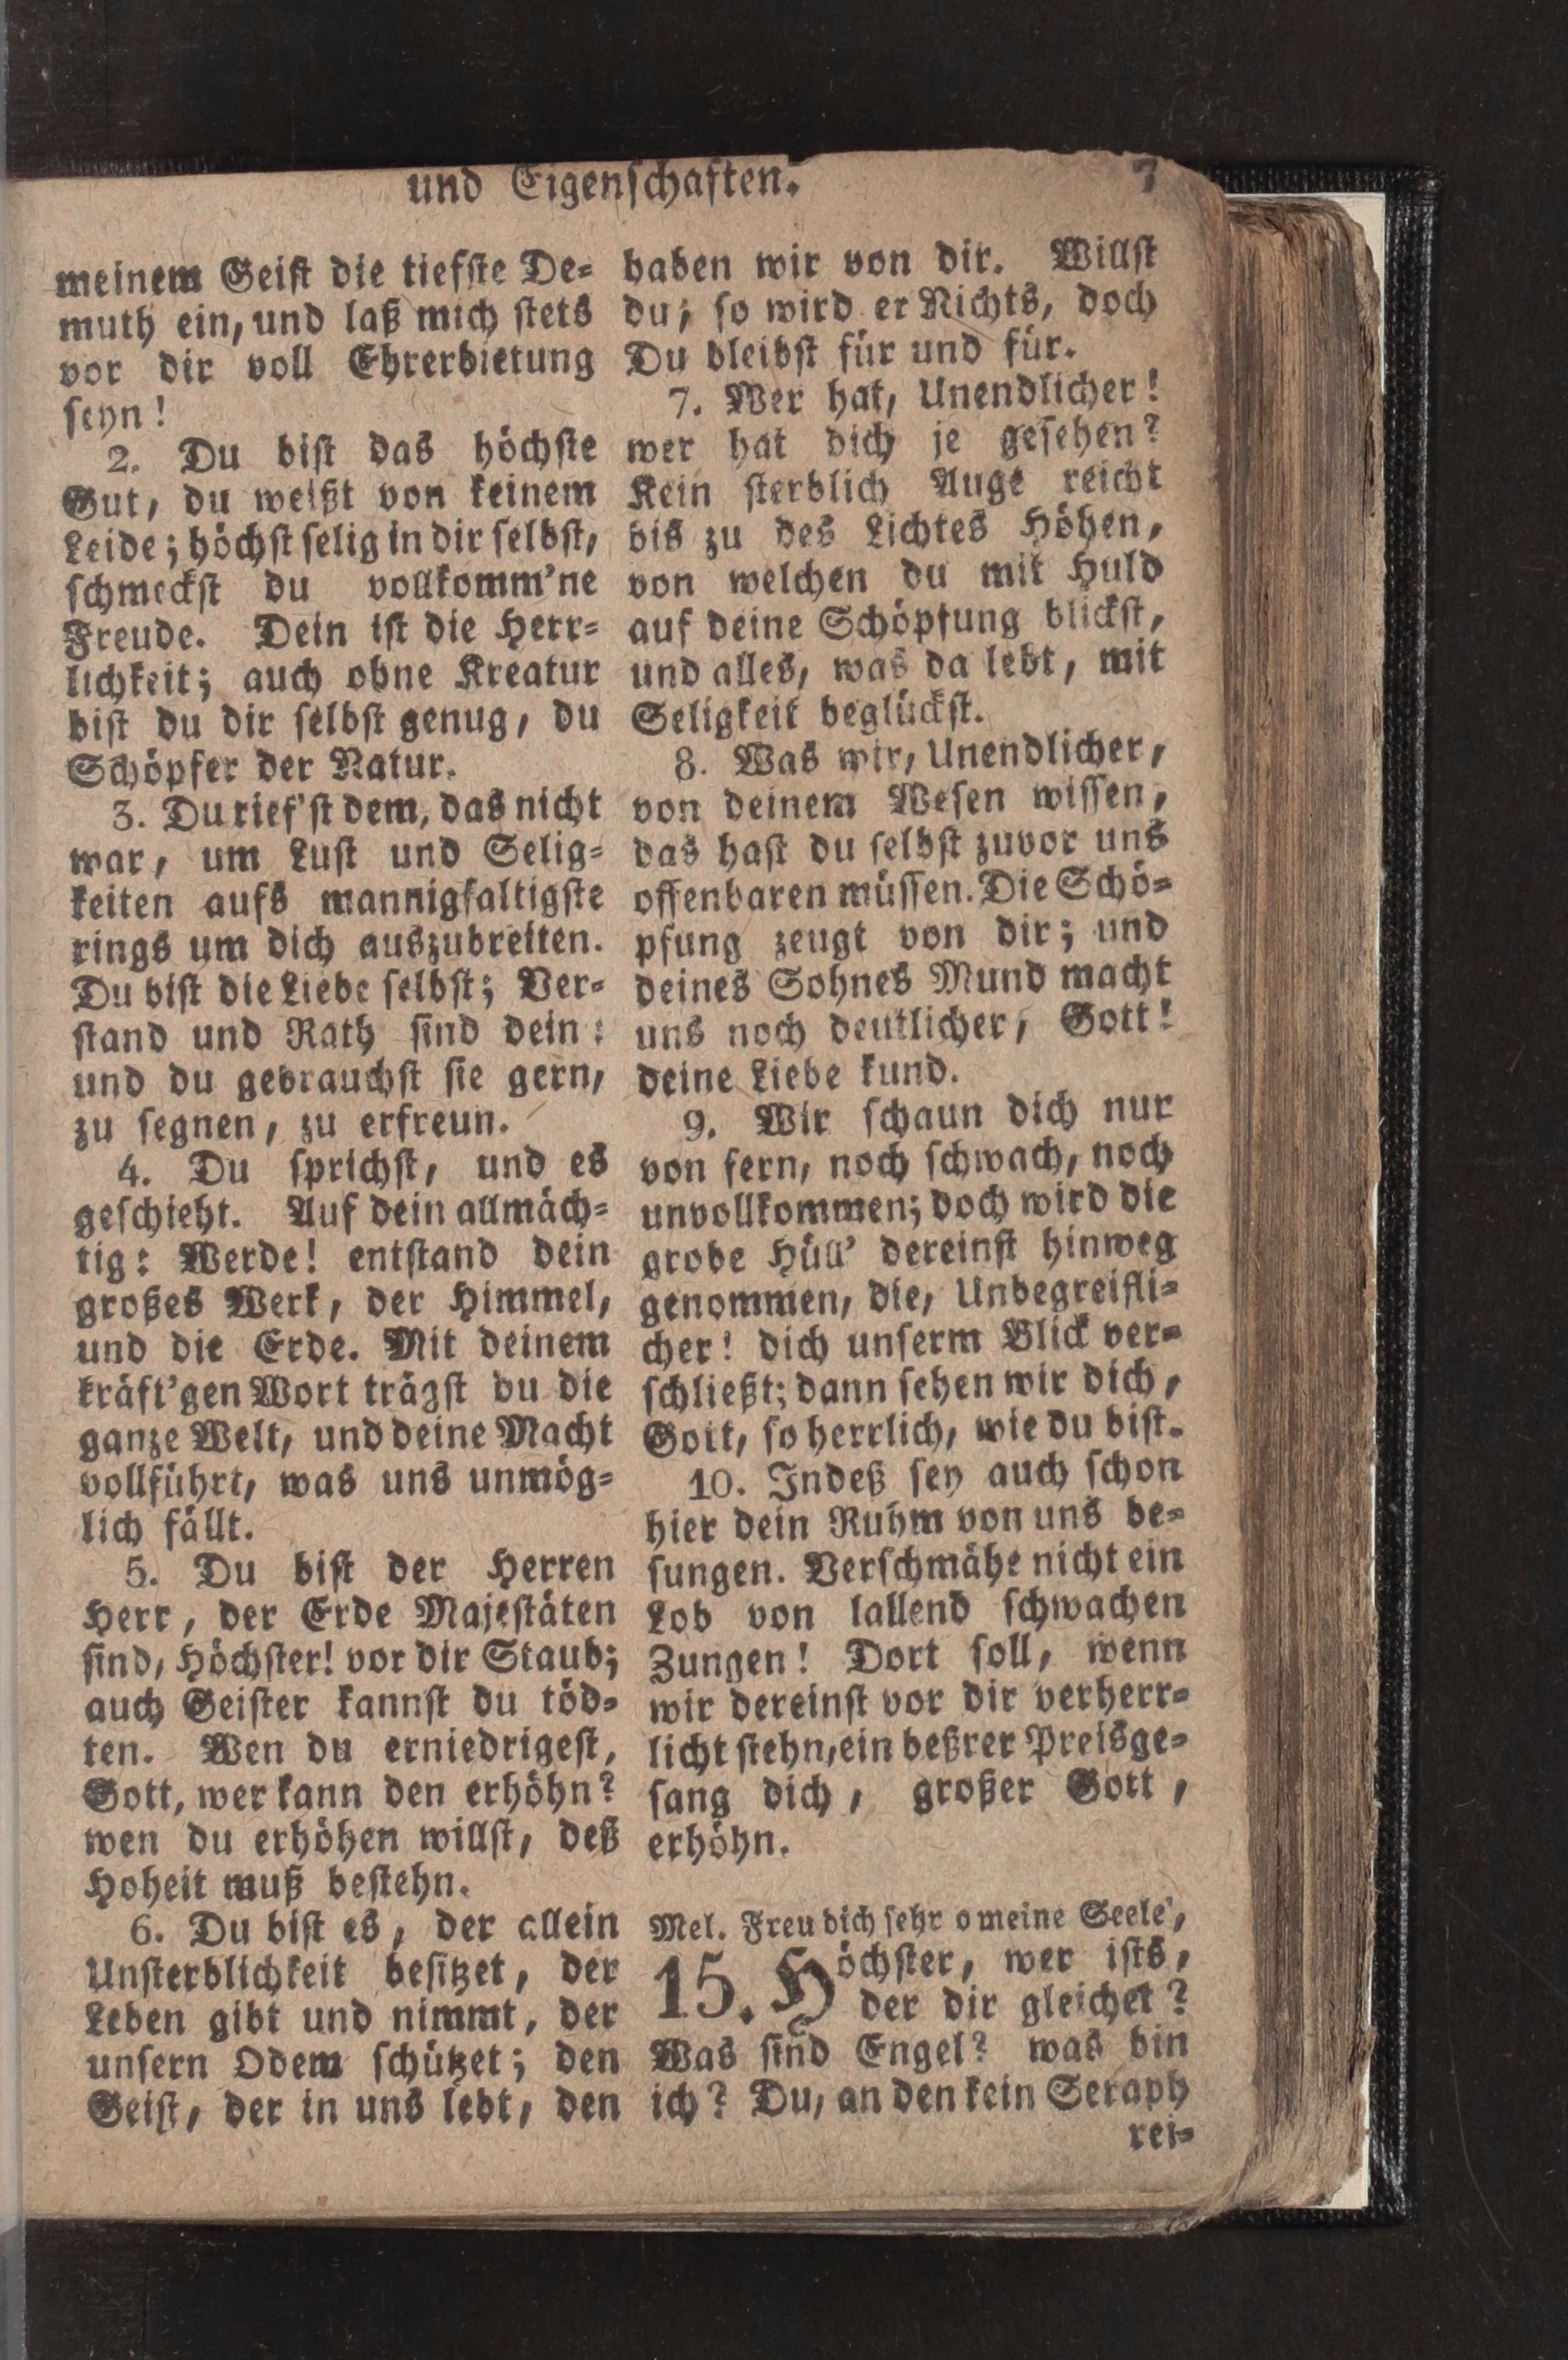 und Eigenschaften. 7
meinem Geist die tiefste De-
muth ein, und laß mich stets
vor dir voll Ehrerbietung
seyn!
2. Du bist das höchste
Gut, du weißt von keinem
Leide; höchst selig in dir selbst,
schmeckst du vollkomm'ne
Freude. Dein ist die Herr-
lichkeit; auch ohne Kreatur
bist du dir selbst genug, du
Schöpfer der Natur.
3. Du rief'st dem, das nicht
war, um Lust und Selig-
keiten aufs mannigfaltigste
rings um dich auszubreiten.
Du bist die Liebe selbst; Ver-
stand und Rath sind dein:
und du gebrauchst sie gern,
zu segnen, zu erfreun.
4. Du sprichst, und es
geschieht. Auf dein allmäch-
tig: Werde! entstand dein
großes Werk, der Himmel,
und die Erde. Mit deinem
kräft'gen Wort trägst du die
ganze Welt, und deine Macht
vollführt, was uns unmög-
lich fällt.
5. Du bist der Herren
Herr, der Erde Majestäten
sind, Höchster! vor dir Staub;
auch Geister kannst du töd-
ten. Wen du erniedrigest,
Gott, wer kann den erhöhn?
wen du erhöhen willst, deß
Hoheit muß bestehn.
6. Du bist es, der allein
Unsterblichkeit besitzet, der
Leben gibt und nimmt, der
unsern Odem schützet; den
Geist, der in uns lebt, den
haben wir von dir. Willst
du; so wird er Nichts, doch
Du bleibst für und für.
7. Wer hat, Unendlicher!
wer hat dich je gesehen?
Kein sterblich Auge reicht
bis zu des Lichtes Höhen,
von welchen du mit Huld
auf deine Schöpfung blickst,
und alles, was da lebt, mit
Seligkeit beglückst.
8. Was wir, Unendlicher,
von deinem Wesen wissen,
das hast du selbst zuvor uns
offenbaren müssen. Die Schö-
pfung zeugt von dir; und
deines Sohnes Mund macht
uns noch deutlicher, Gott!
deine Liebe kund.
9. Wir schaun dich nur
von fern, noch schwach, noch
unvollkommen; doch wird die
grobe Hüll' dereinst hinweg
genommen, die, Unbegreifli-
cher! dich unserm Blick ver-
schließt; dann sehen wir dich,
Gott, so herrlich, wie du bist.
10. Indeß sey auch schon
hier dein Ruhm von uns be-
sungen. Verschmähe nicht ein
Lob von lallend schwachen
Zungen! Dort soll, wenn
wir dereinst vor dir verherr-
licht stehn, ein beßrer Preisge-
sang dich, großer Gott,
erhöhn.
Mel. Freu dich sehr o meine Seele,
15. Höchster, wer ists,
der dir gleichet?
Was sind Engel? was bin
ich? Du, an den kein Seraph
rei-